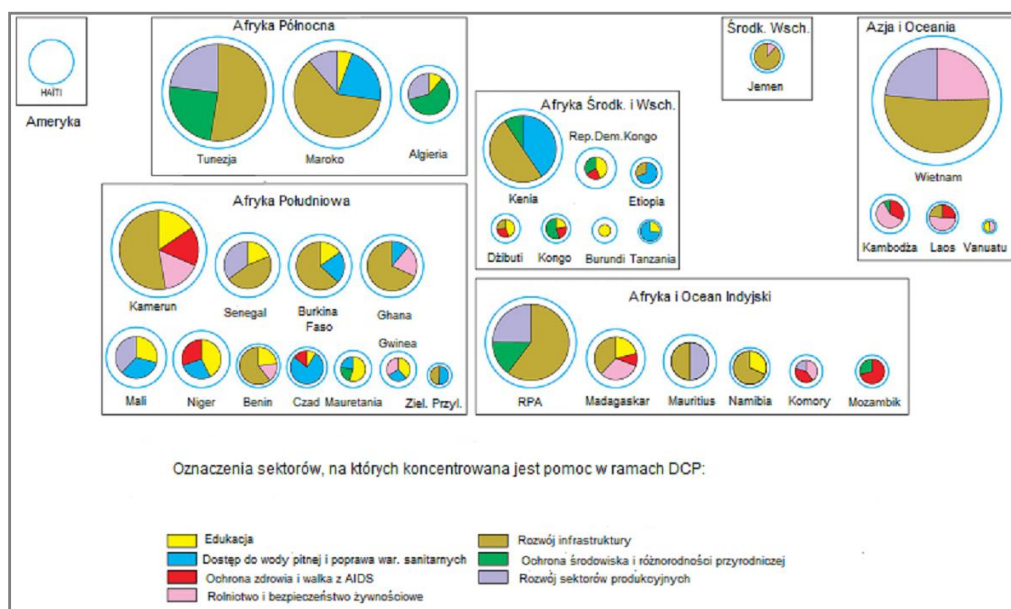 HAITI
Ameryka
Afryka Północna
Tunezja
Maroko
Algieria
Środk. Wsch.
Jemen
Azja i Oceania
Wietnam
Kambodża
Laos
Vanuatu
Afryka Środk. i Wsch.
Rep.Dem.Kongo
Kenia
Etiopia
Dżibuti
Kongo
Burundi
Tanzania
Afryka Południowa
Kamerun
Senegal
Burkina
Faso
Ghana
Gwinea
Mali
Niger
Benin
Czad
Mauretania
Ziel. Przyl.
Afryka i Ocean Indyjski
RPA
Madagaskar
Mauritius
Namibia
Komory
Mozambik
Oznaczenia sektorów, na których koncentrowana jest pomoc w ramach DCP:
Edukacja
Dostęp do wody pitnej i poprawa war. sanitarnych
Ochrona zdrowia i walka z AIDS
Rolnictwo i bezpieczeństwo żywnościowe
Rozwój infrastruktury
Ochrona środowiska i różnorodności przyrodniczej
Rozwój sektorów produkcyjnych